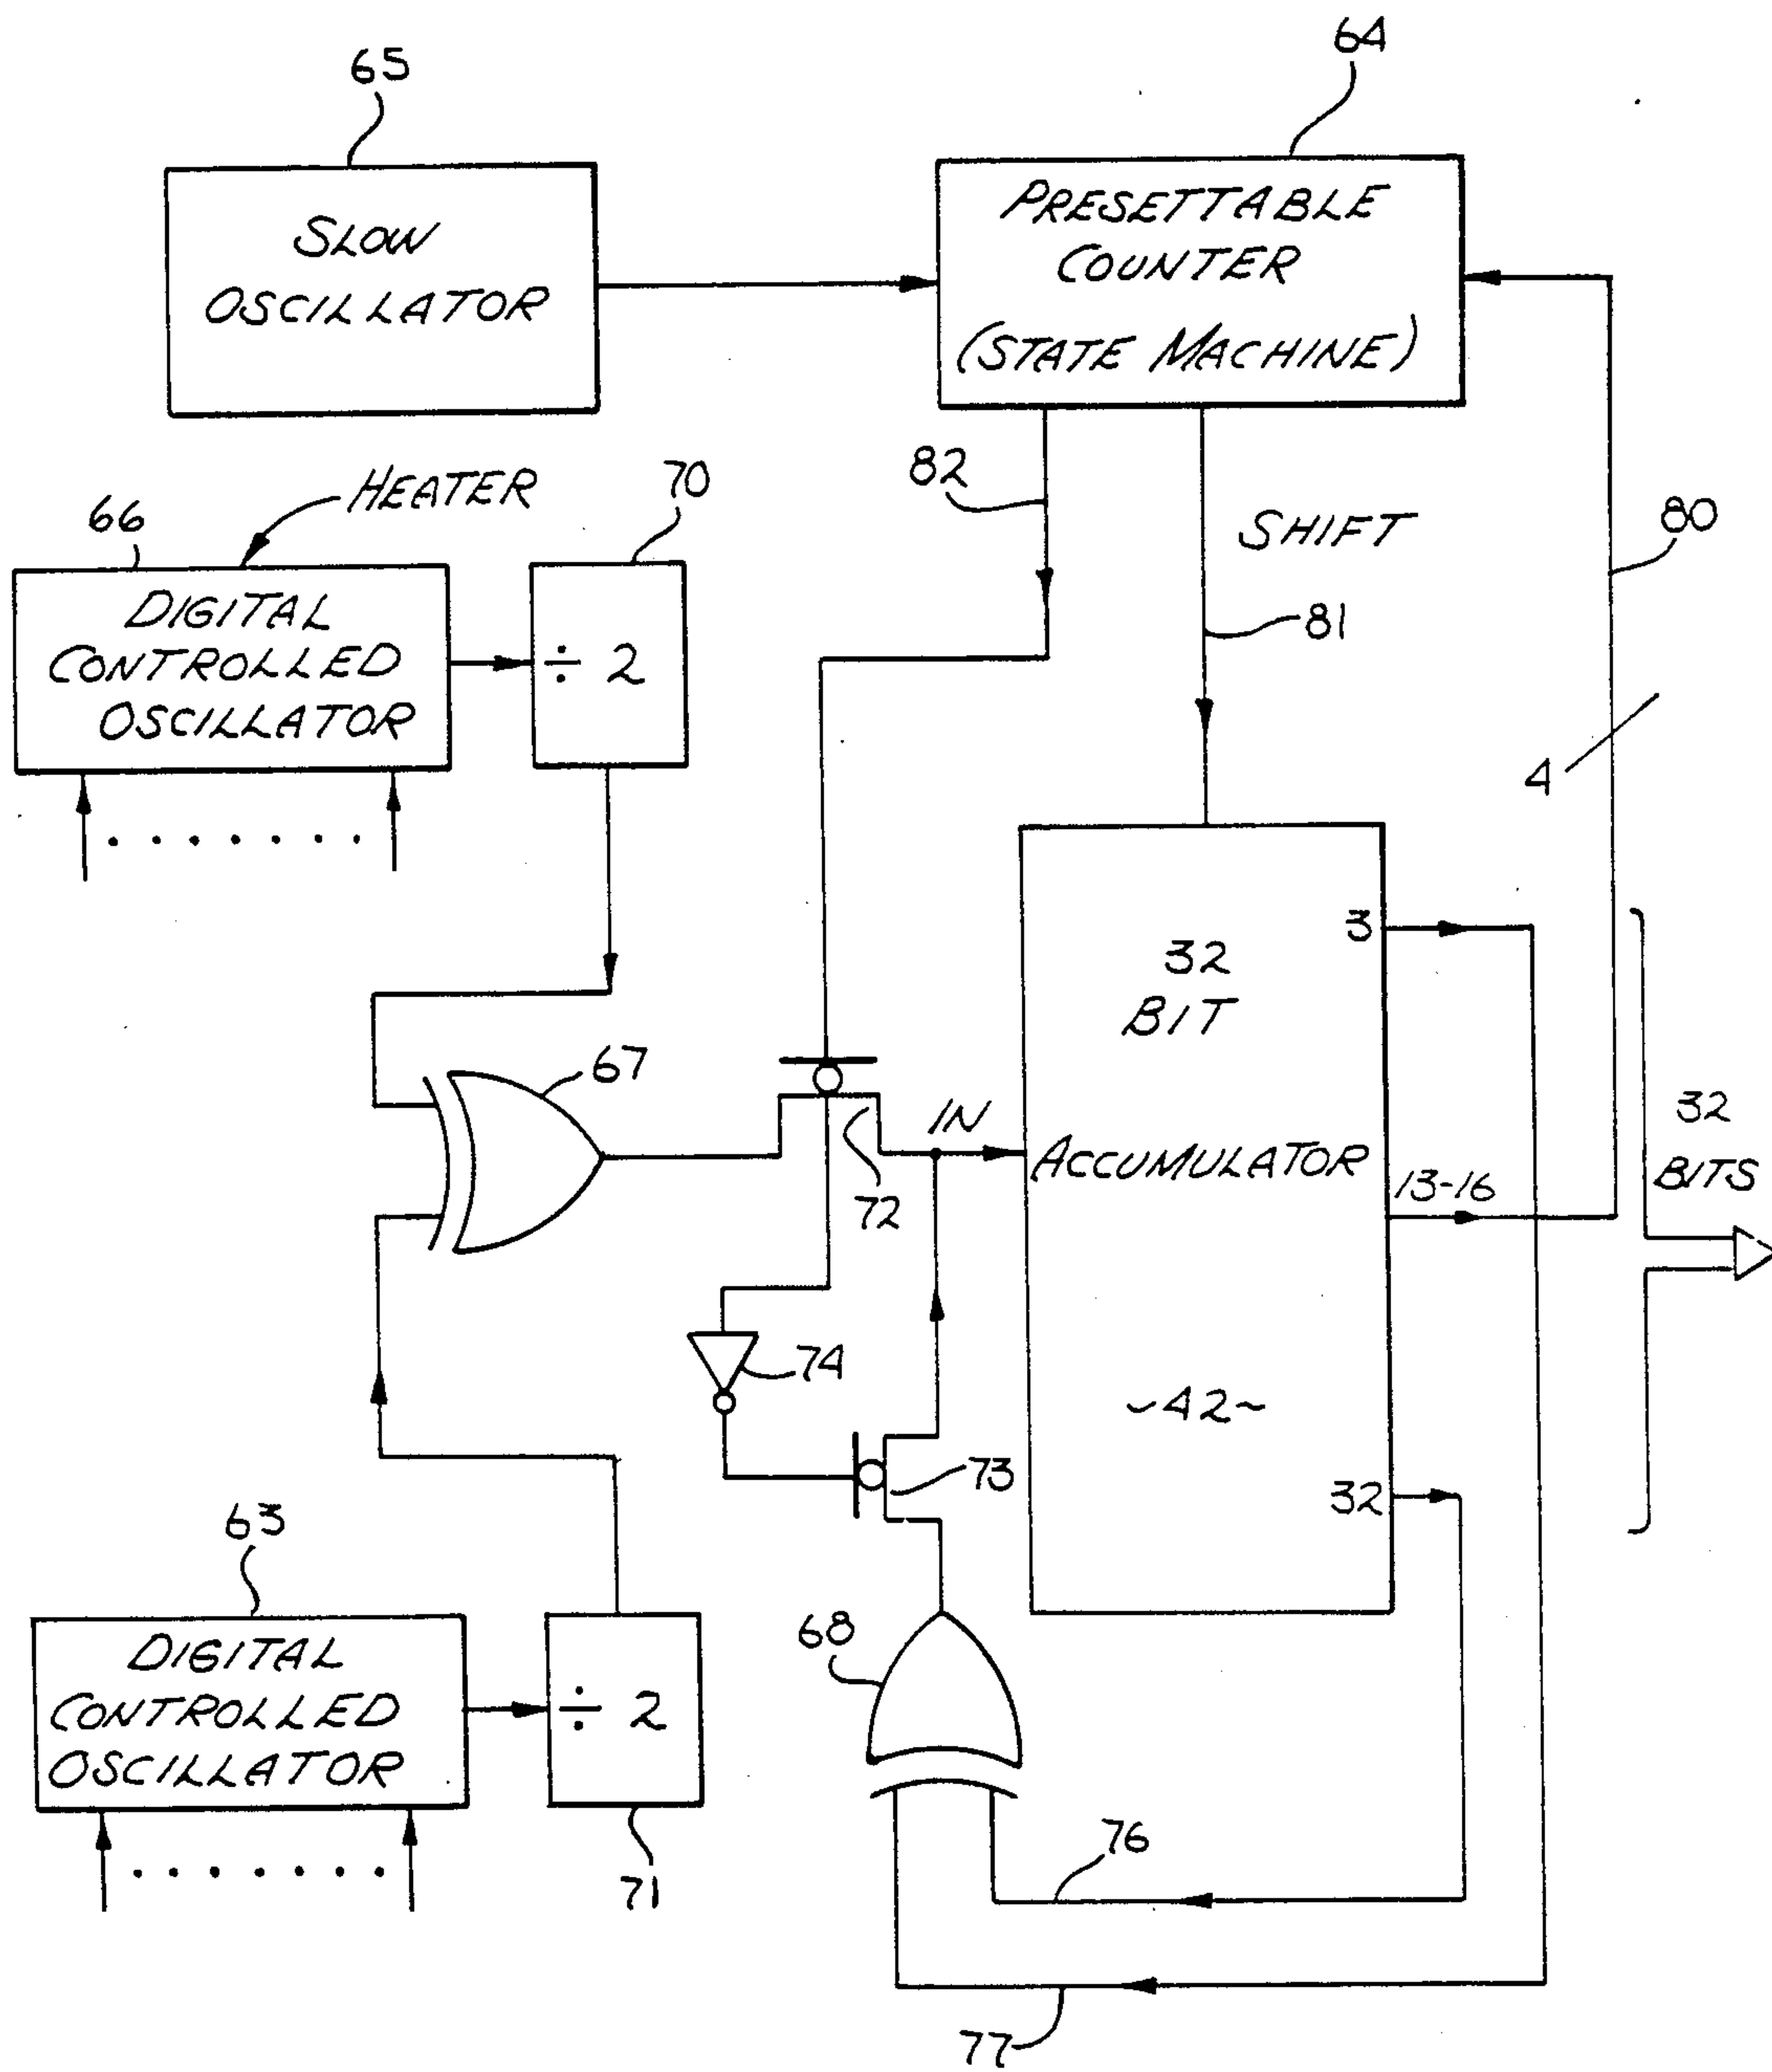 65
64
SLOW
OSCILLATOR
PRESETTABLE
COUNTER
(STATE MACHINE)
82
SHIFT
81
80
4
66
HEATER
70
DIGITAL
CONTROLLED
OSCILLATOR
÷ 2
67
72
IN
32
BIT
ACCUMULATOR
~42~
3
13-16
32
32
BITS
74
73
63
DIGITAL
CONTROLLED
OSCILLATOR
÷ 2
71
68
76
77